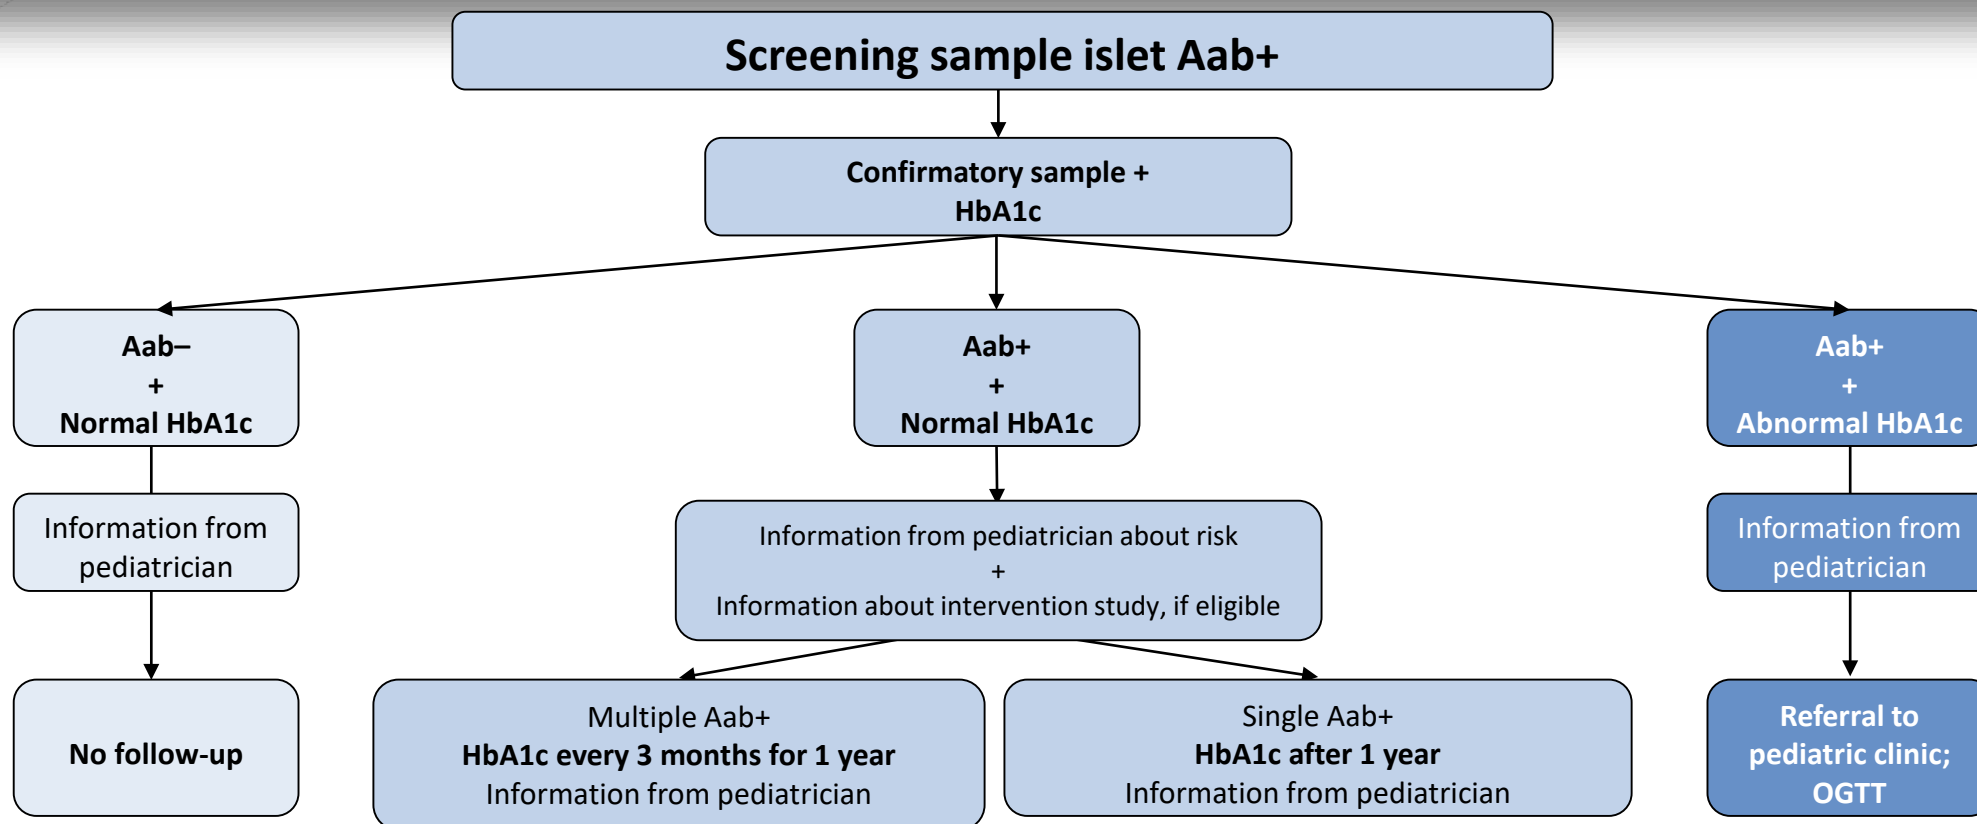 Screening sample islet Aab+
Confirmatory sample +
HbA1c
Aab–
+
Normal HbA1c
Aab+
+
Normal HbA1c
Aab+
+
Abnormal HbA1c
Information from
pediatrician
Information from pediatrician about risk
+
Information about intervention study, if eligible
Information from
pediatrician
No follow-up
Multiple Aab+
HbA1c every 3 months for 1 year
Information from pediatrician
Single Aab+
HbA1c after 1 year
Information from pediatrician
Referral to
pediatric clinic;
OGTT